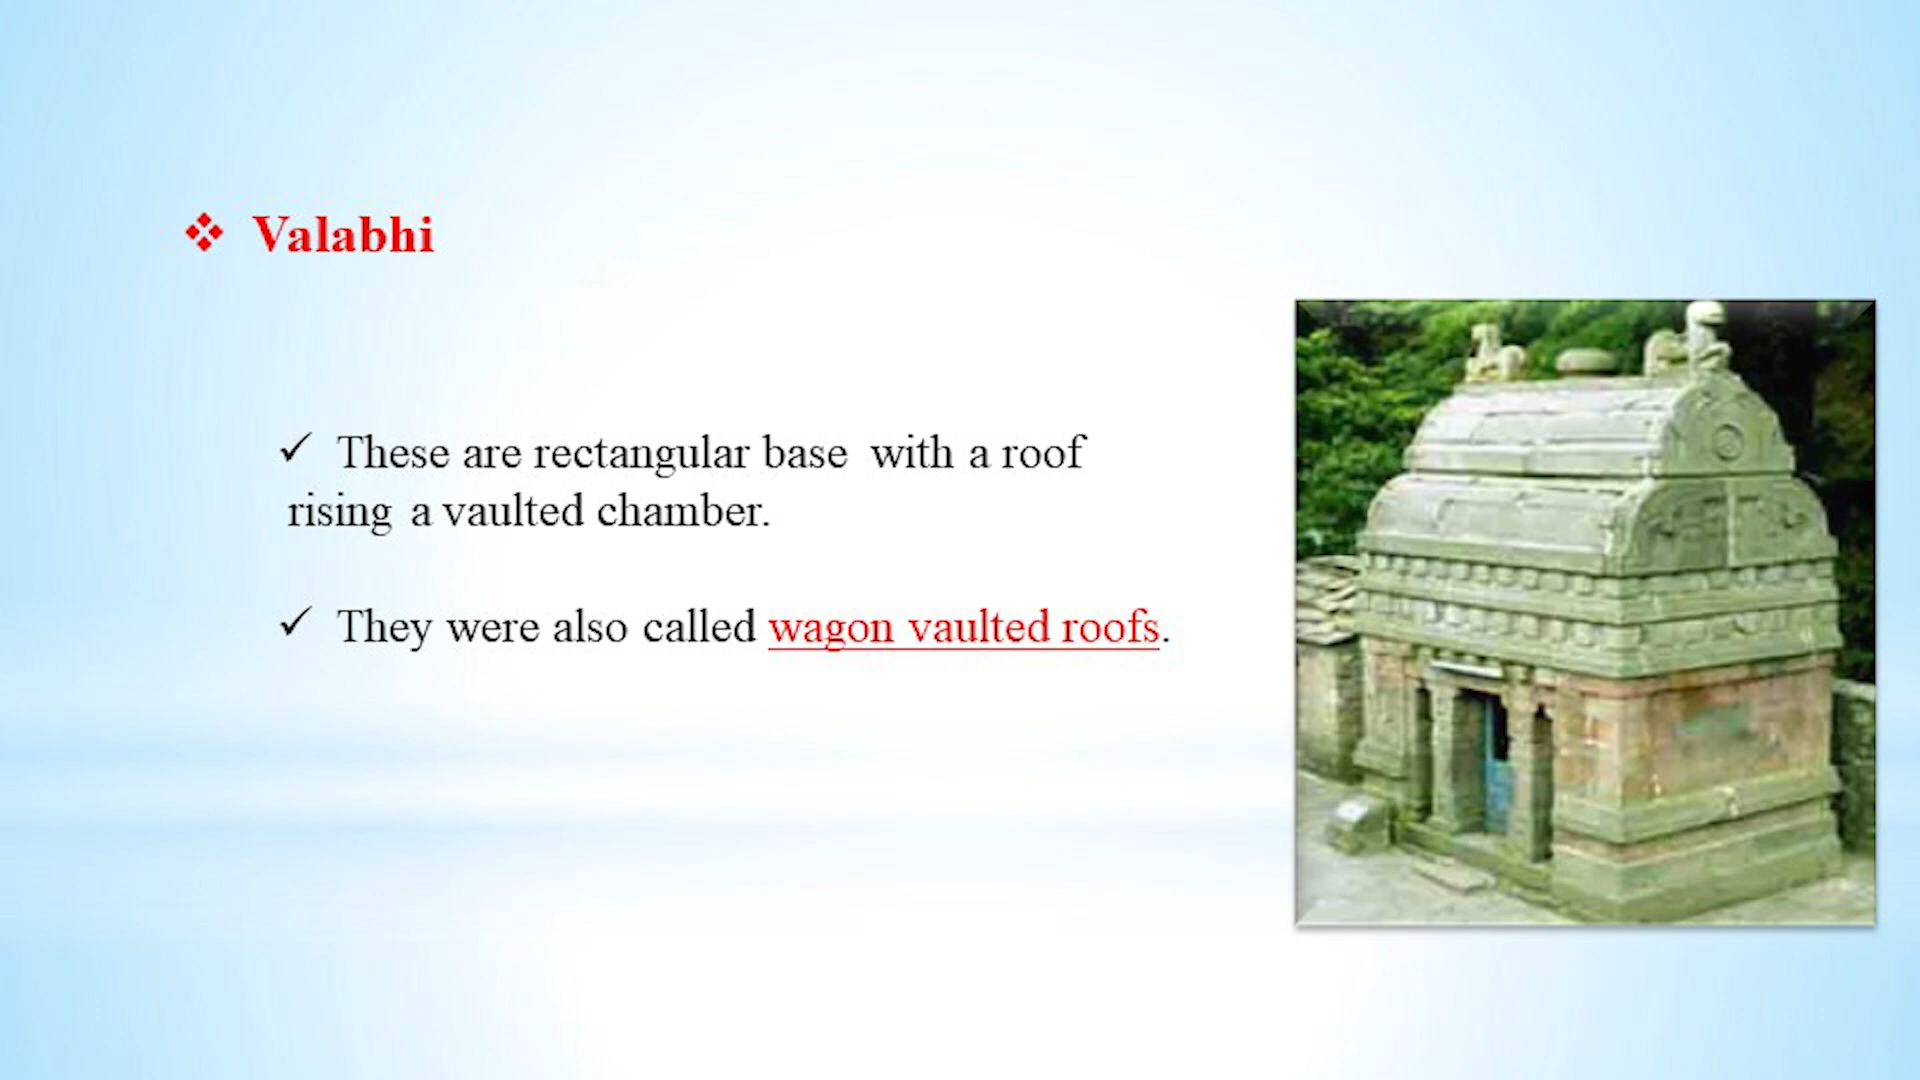 Valabhi
These are rectangular base with a roof
rising a vaulted chamber.
They were also called wagon vaulted roofs.